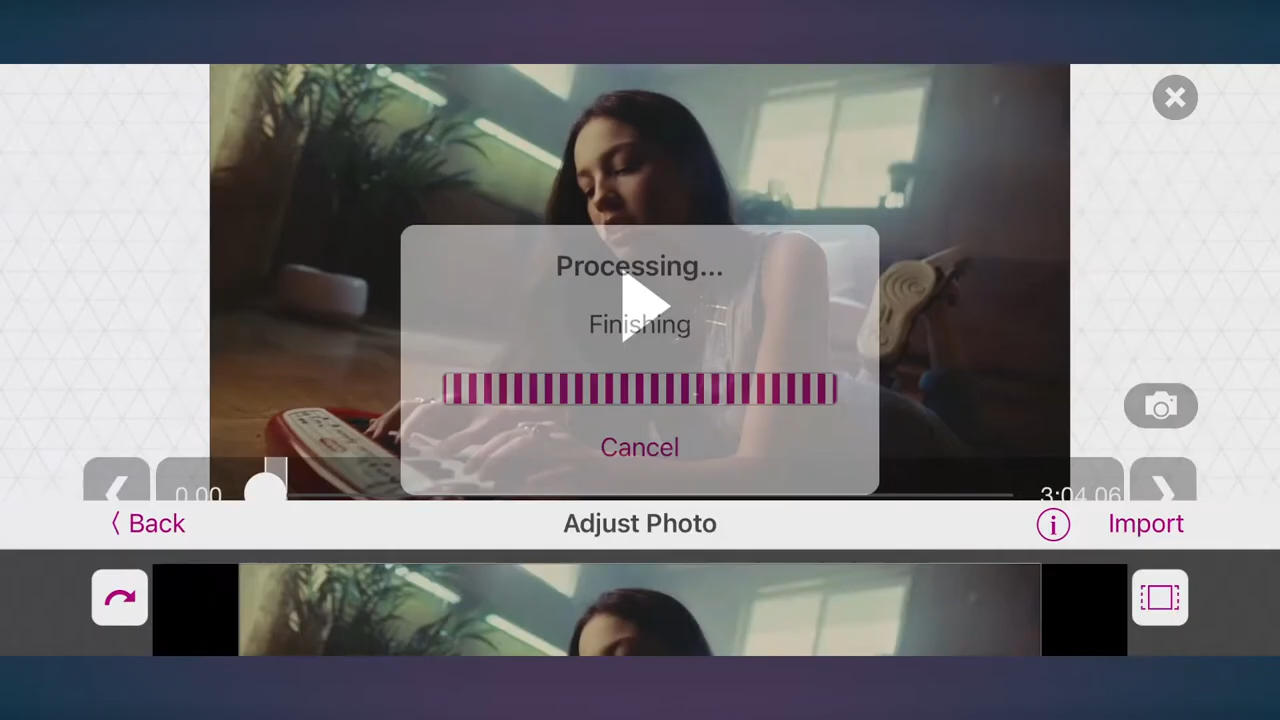 Processing...
Finishing
Cancel
0.00
3:04.06
Back
Adjust Photo
i
Import